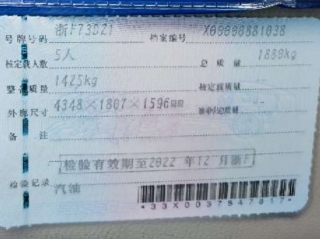 号牌号码 浙F73D21 档案编号 X00000881038
核定载人数 5人 总质量 1880kg
整备质量 1425kg 核定载质量
外廓尺寸 4348×1807×1596mm 准牵引总质量
备注
检验有效期至2022年12月浙F
检验记录 汽油